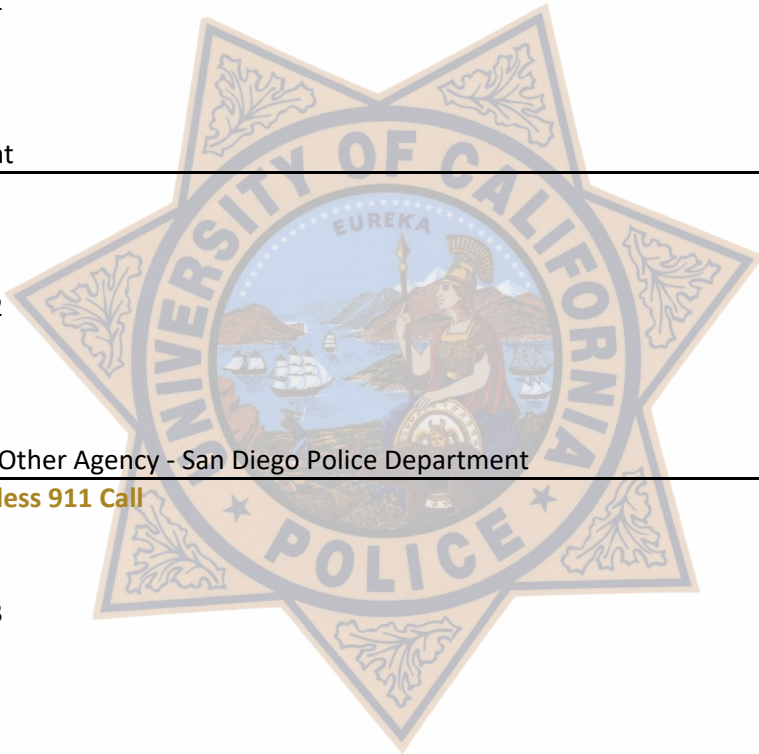 nt
UNIVERSITY OF CALIFORNIA
EUREKA
2
Other Agency - San Diego Police Department
less 911 Call
POLICE
3